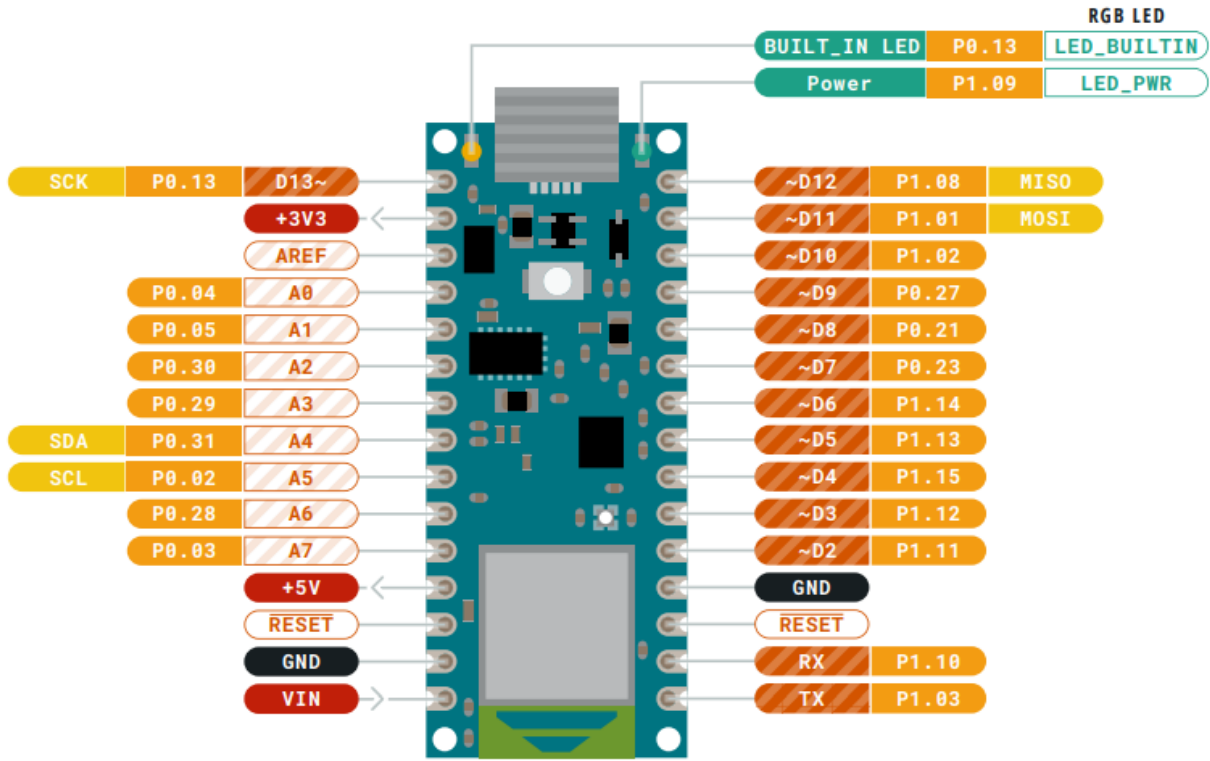 RGB LED
BUILT_IN LED P0.13 LED_BUILTIN
Power P1.09 LED_PWR
SCK P0.13 D13~ ~D12 P1.08 MISO
+3V3 ~D11 P1.01 MOSI
AREF ~D10 P1.02
P0.04 A0 ~D9 P0.27
P0.05 A1 ~D8 P0.21
P0.30 A2 ~D7 P0.23
P0.29 A3 ~D6 P1.14
SDA P0.31 A4 ~D5 P1.13
SCL P0.02 A5 ~D4 P1.15
P0.28 A6 ~D3 P1.12
P0.03 A7 ~D2 P1.11
+5V GND
RESET RESET
GND RX P1.10
VIN TX P1.03